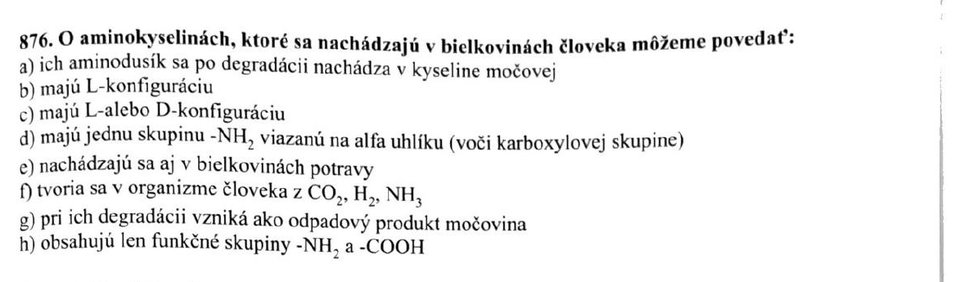 876. O aminokyselinách, ktoré sa nachádzajú v bielkovinách človeka môžeme povedať:
a) ich aminodusík sa po degradácii nachádza v kyseline močovej
b) majú L-konfiguráciu
c) majú L-alebo D-konfiguráciu
d) majú jednu skupinu -NH₂ viazanú na alfa uhlíku (voči karboxylovej skupine)
e) nachádzajú sa aj v bielkovinách potravy
f) tvoria sa v organizme človeka z CO₂, H₂, NH₃
g) pri ich degradácii vzniká ako odpadový produkt močovina
h) obsahujú len funkčné skupiny -NH₂ a -COOH